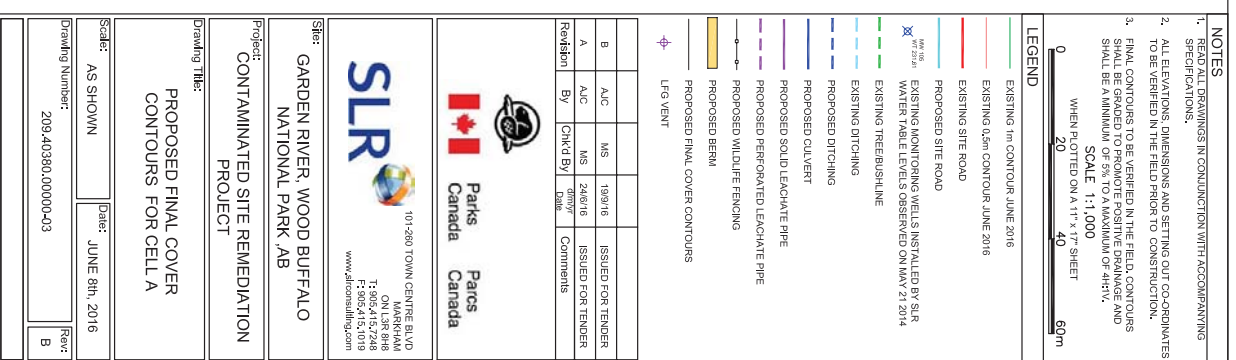 NOTES
1. READ ALL DRAWINGS IN CONJUNCTION WITH ACCOMPANYING
SPECIFICATIONS.
2. ALL ELEVATIONS, DIMENSIONS AND SETTING OUT CO-ORDINATES
TO BE VERIFIED IN THE FIELD PRIOR TO CONSTRUCTION.
3. FINAL CONTOURS TO BE VERIFIED IN THE FIELD, CONTOURS
SHALL BE GRADED TO PROMOTE POSITIVE DRAINAGE AND
SHALL BE A MINIMUM OF 5% TO A MAXIMUM OF 4H:1V.
SCALE 1:1,000
0 20 40 60m
WHEN PLOTTED ON A 11" x 17" SHEET
LEGEND
EXISTING 1m CONTOUR JUNE 2016
EXISTING 0.5m CONTOUR JUNE 2016
EXISTING SITE ROAD
PROPOSED SITE ROAD
MW 105
WT 231.61
EXISTING MONITORING WELLS INSTALLED BY SLR
WATER TABLE LEVELS OBSERVED ON MAY 21 2014
EXISTING TREE/BUSHLINE
EXISTING DITCHING
PROPOSED DITCHING
PROPOSED CULVERT
PROPOSED SOLID LEACHATE PIPE
PROPOSED PERFORATED LEACHATE PIPE
PROPOSED WILDLIFE FENCING
PROPOSED BERM
PROPOSED FINAL COVER CONTOURS
LFG VENT
B AJC MS 19/9/16 ISSUED FOR TENDER
A AJC MS 24/6/16 ISSUED FOR TENDER
Revision By Chk'd By d/m/yr Date Comments
Parks Canada
Parcs Canada
SLR
101-260 TOWN CENTRE BLVD
MARKHAM
ON L3R 8H8
T: 905.415.7248
F: 905.415.1019
www.slrconsulting.com
Site:
GARDEN RIVER, WOOD BUFFALO
NATIONAL PARK ,AB
Project:
CONTAMINATED SITE REMEDIATION
PROJECT
Drawing Title:
PROPOSED FINAL COVER
CONTOURS FOR CELL A
Scale: AS SHOWN
Date: JUNE 8th, 2016
Drawing Number: 209.40380.00000-03
Rev: B